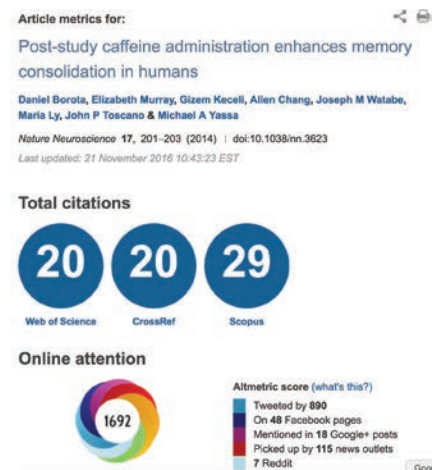 Article metrics for:
Post-study caffeine administration enhances memory
consolidation in humans
Daniel Borota, Elizabeth Murray, Gizem Keceli, Allen Chang, Joseph M Watabe,
Maria Ly, John P Toscano & Michael A Yassa
Nature Neuroscience 17, 201–203 (2014) | doi:10.1038/nn.3623
Last updated: 21 November 2016 10:43:23 EST
Total citations
20 20 29
Web of Science CrossRef Scopus
Online attention
1692
Altmetric score (what's this?)
Tweeted by 890
On 48 Facebook pages
Mentioned in 18 Google+ posts
Picked up by 115 news outlets
7 Reddit